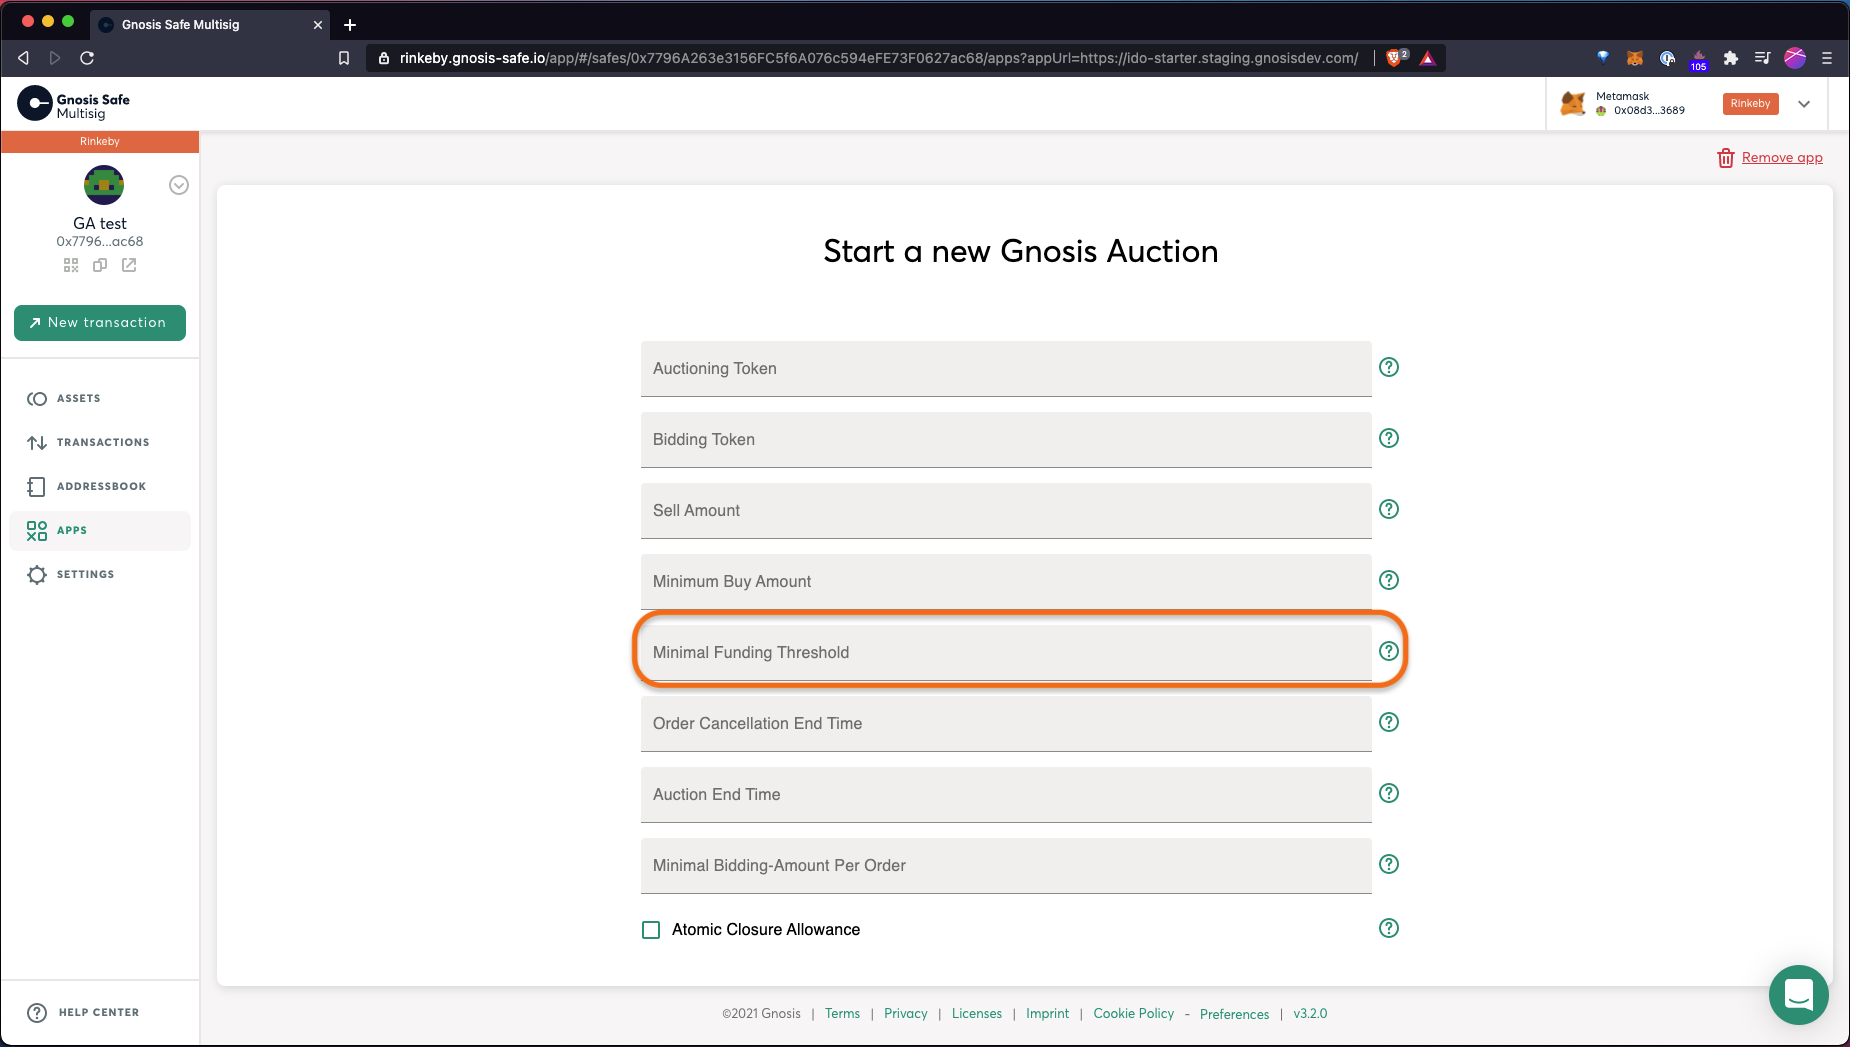 Gnosis Safe Multisig
rinkeby.gnosis-safe.io/app/#/safes/0x7796A263e3156FC5f6A076c594eFE73F0627ac68/apps?appUrl=https://ido-starter.staging.gnosisdev.com/
2
105
Gnosis Safe
Multisig
Metamask
0x08d3...3689
Rinkeby
Rinkeby
Remove app
GA test
0x7796...ac68
New transaction
ASSETS
TRANSACTIONS
ADDRESSBOOK
APPS
SETTINGS
HELP CENTER
Start a new Gnosis Auction
Auctioning Token
Bidding Token
Sell Amount
Minimum Buy Amount
Minimal Funding Threshold
Order Cancellation End Time
Auction End Time
Minimal Bidding-Amount Per Order
Atomic Closure Allowance
©2021 Gnosis | Terms | Privacy | Licenses | Imprint | Cookie Policy - Preferences | v3.2.0